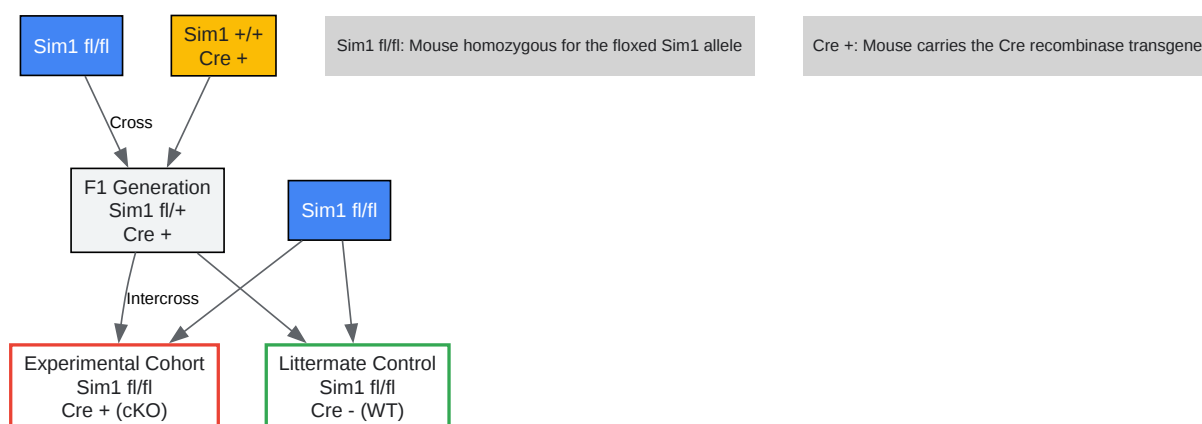 Sim1 fl/fl
Sim1 +/+
Cre +
Sim1 fl/fl: Mouse homozygous for the floxed Sim1 allele
Cre +: Mouse carries the Cre recombinase transgene
Cross
F1 Generation
Sim1 fl/+
Cre +
Sim1 fl/fl
Intercross
Experimental Cohort
Sim1 fl/fl
Cre + (cKO)
Littermate Control
Sim1 fl/fl
Cre - (WT)